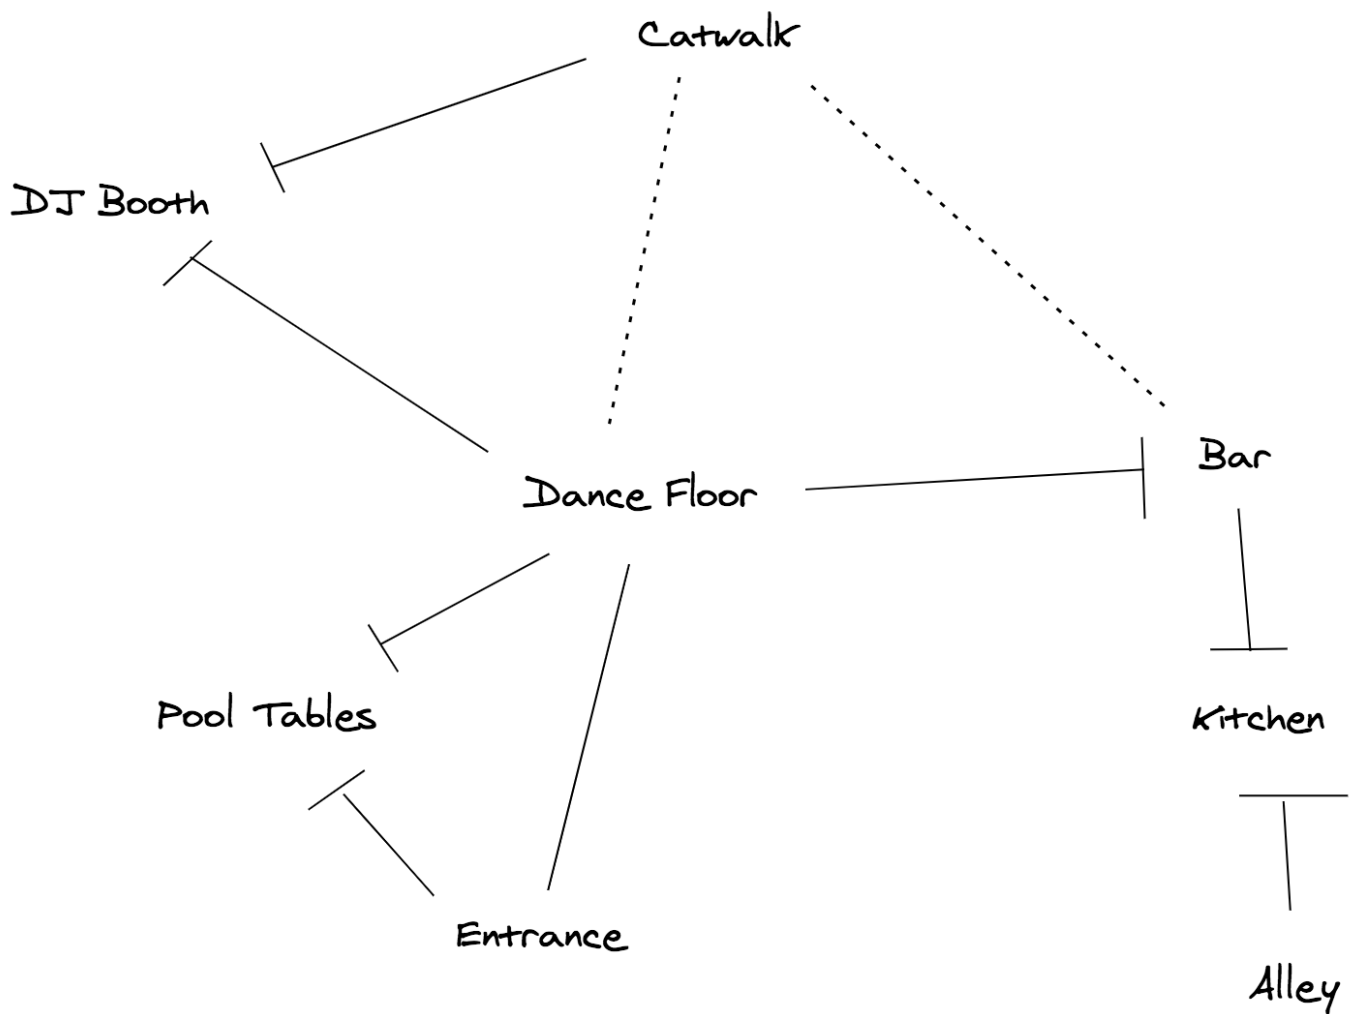 Catwalk
DJ Booth
Bar
Dance Floor
Pool Tables
Kitchen
Entrance
Alley